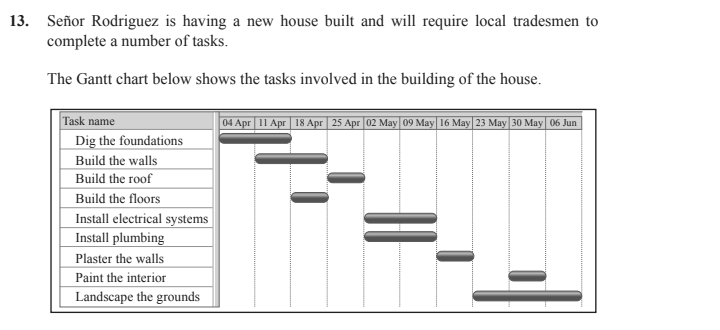 13. Señor Rodriguez is having a new house built and will require local tradesmen to
complete a number of tasks.
The Gantt chart below shows the tasks involved in the building of the house.
Task name 04 Apr 11 Apr 18 Apr 25 Apr 02 May 09 May 16 May 23 May 30 May 06 Jun
Dig the foundations
Build the walls
Build the roof
Build the floors
Install electrical systems
Install plumbing
Plaster the walls
Paint the interior
Landscape the grounds